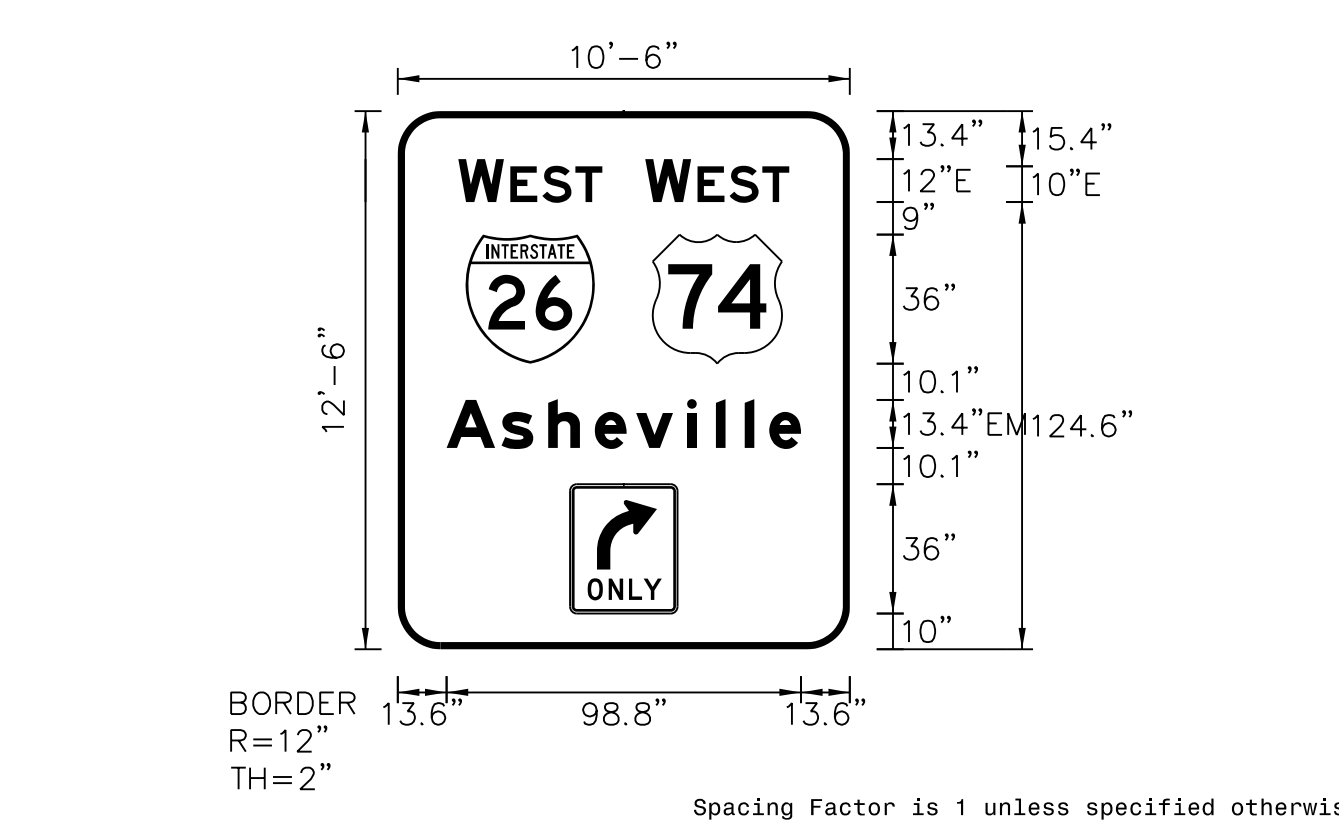 10'–6"
13.4" 15.4"
WEST WEST
12"E 10"E
9"
INTERSTATE
26 74
36"
12'–6"
10.1"
Asheville
13.4"EM 124.6"
10.1"
36"
ONLY
10"
BORDER
13.6" 98.8" 13.6"
R=12"
TH=2"
Spacing Factor is 1 unless specified otherwis